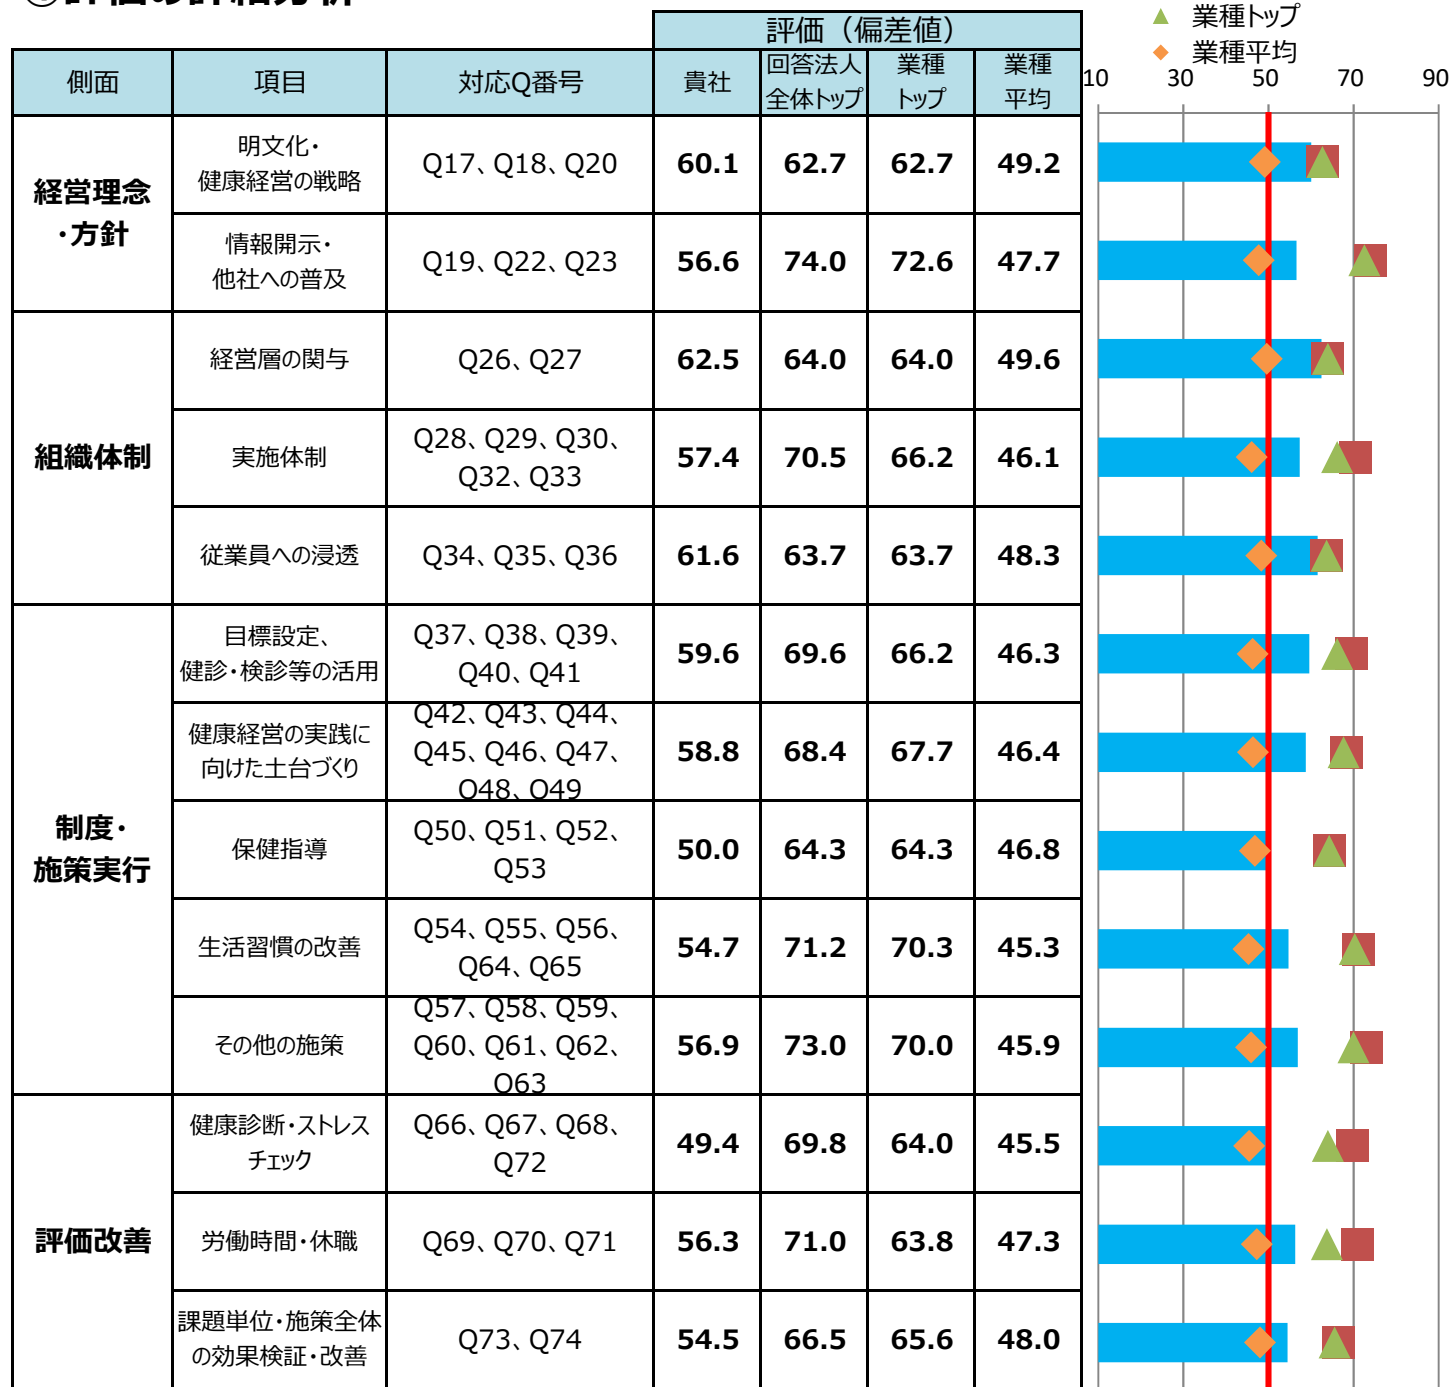 ①評価の詳細分析
▲ 業種トップ
◆ 業種平均
評価（偏差値）
側面 項目 対応Q番号 貴社 回答法人全体トップ 業種トップ 業種平均
10 30 50 70 90
経営理念・方針
明文化・健康経営の戦略 Q17、Q18、Q20 60.1 62.7 62.7 49.2
情報開示・他社への普及 Q19、Q22、Q23 56.6 74.0 72.6 47.7
組織体制
経営層の関与 Q26、Q27 62.5 64.0 64.0 49.6
実施体制 Q28、Q29、Q30、Q32、Q33 57.4 70.5 66.2 46.1
従業員への浸透 Q34、Q35、Q36 61.6 63.7 63.7 48.3
制度・施策実行
目標設定、健診・検診等の活用 Q37、Q38、Q39、Q40、Q41 59.6 69.6 66.2 46.3
健康経営の実践に向けた土台づくり Q42、Q43、Q44、Q45、Q46、Q47、Q48、Q49 58.8 68.4 67.7 46.4
保健指導 Q50、Q51、Q52、Q53 50.0 64.3 64.3 46.8
生活習慣の改善 Q54、Q55、Q56、Q64、Q65 54.7 71.2 70.3 45.3
その他の施策 Q57、Q58、Q59、Q60、Q61、Q62、Q63 56.9 73.0 70.0 45.9
評価改善
健康診断・ストレスチェック Q66、Q67、Q68、Q72 49.4 69.8 64.0 45.5
労働時間・休職 Q69、Q70、Q71 56.3 71.0 63.8 47.3
課題単位・施策全体の効果検証・改善 Q73、Q74 54.5 66.5 65.6 48.0